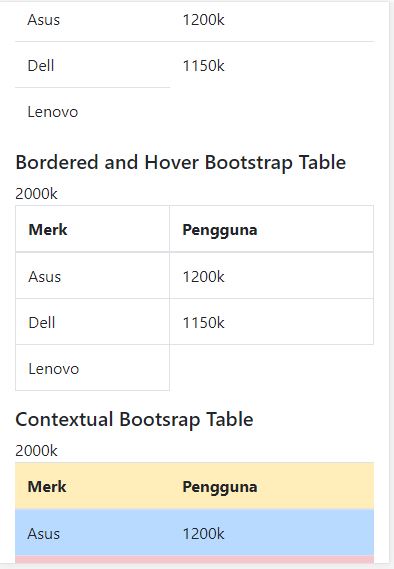 Asus 1200k
Dell 1150k
Lenovo
Bordered and Hover Bootstrap Table
2000k
Merk Pengguna
Asus 1200k
Dell 1150k
Lenovo
Contextual Bootsrap Table
2000k
Merk Pengguna
Asus 1200k